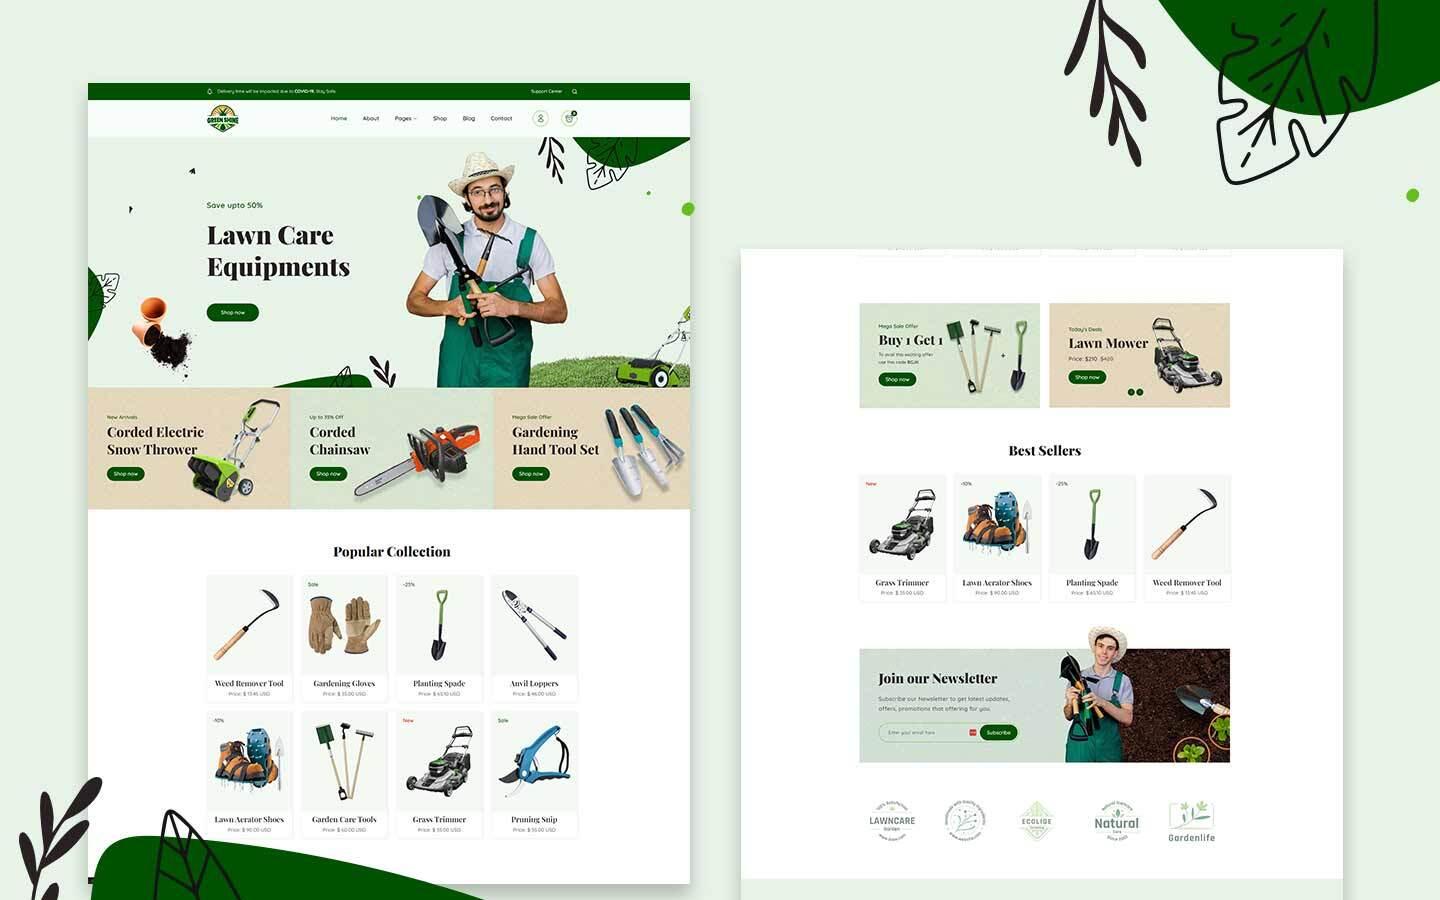 Delivery time will be impacted due to COVID-19, Stay Safe.
Support Center
GREEN SHINE
Home About Pages Shop Blog Contact
Save upto 50%
Lawn Care
Equipments
Shop now
New Arrivals
Corded Electric
Snow Thrower
Shop now
Up to 35% Off
Corded
Chainsaw
Shop now
Mega Sale Offer
Gardening
Hand Tool Set
Shop now
Popular Collection
Weed Remover Tool
Price: $ 13.45 USD
Sale
Gardening Gloves
Price: $ 35.00 USD
-25%
Planting Spade
Price: $ 65.10 USD
Anvil Loppers
Price: $ 46.00 USD
-10%
Lawn Aerator Shoes
Price: $ 90.00 USD
Garden Care Tools
Price: $ 60.00 USD
New
Grass Trimmer
Price: $ 35.00 USD
Sale
Pruning Snip
Price: $ 55.00 USD
Mega Sale Offer
Buy 1 Get 1
To avail this exciting offer
use this code BGJK
Shop now
+
Today's Deals
Lawn Mower
Price: $210 $420
Shop now
Best Sellers
New
Grass Trimmer
Price: $ 35.00 USD
-10%
Lawn Aerator Shoes
Price: $ 90.00 USD
-25%
Planting Spade
Price: $ 65.10 USD
Weed Remover Tool
Price: $ 13.45 USD
Join our Newsletter
Subscribe our Newsletter to get latest updates,
offers, promotions that offering for you.
Enter your email here
Subscribe
100% Satisfaction
LAWNCARE
Garden
ECOLIGE
Natural
Care
Since 2003
Gardenlife